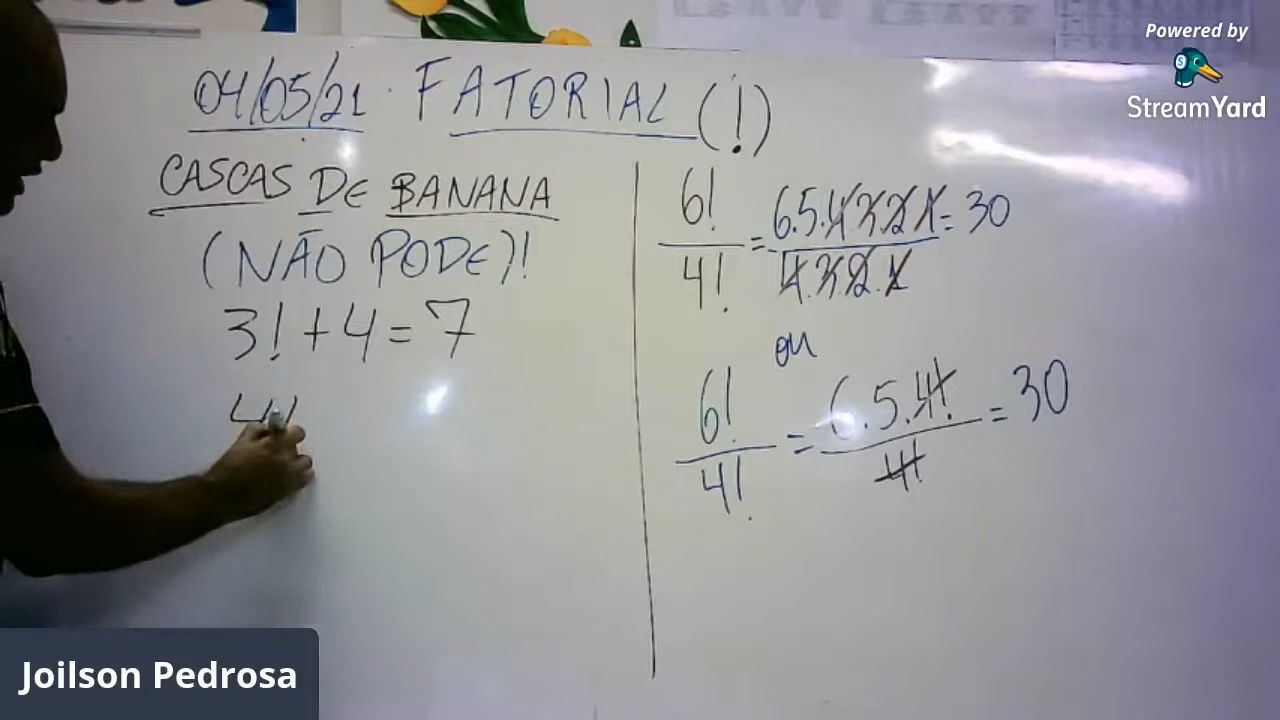 04/05/21. FATORIAL (!)
CASCAS DE BANANA
(NÃO PODE)!
3! + 4 = 7
4!
6!/4! = 6.5.4.3.2.1/4.3.2.1 = 30
ou
6!/4! = 6.5.4!/4! = 30
Powered by
StreamYard
Joilson Pedrosa